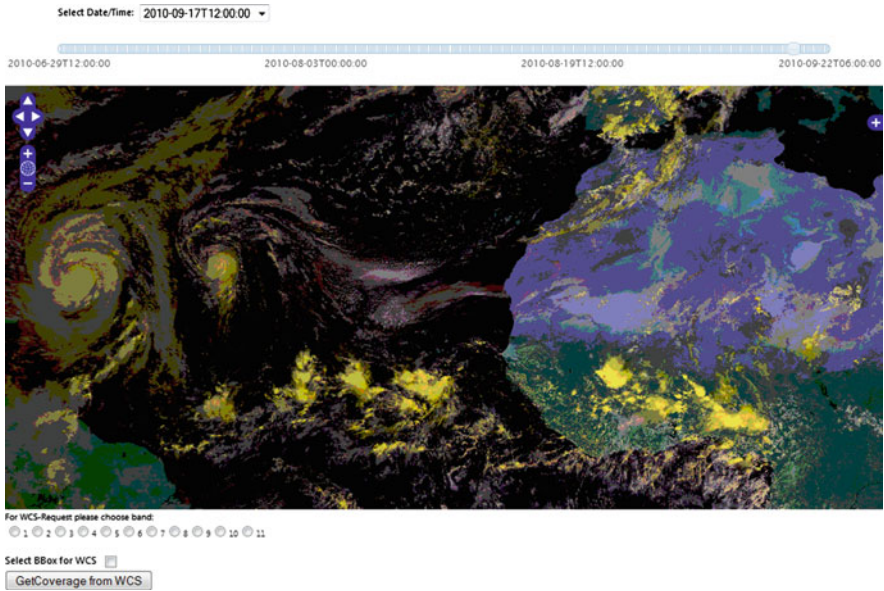 Select Date/Time: 2010-09-17T12:00:00
2010-06-29T12:00:00 2010-08-03T00:00:00 2010-08-19T12:00:00 2010-09-22T06:00:00
For WCS-Request please choose band:
1 2 3 4 5 6 7 8 9 10 11
Select BBox for WCS
GetCoverage from WCS